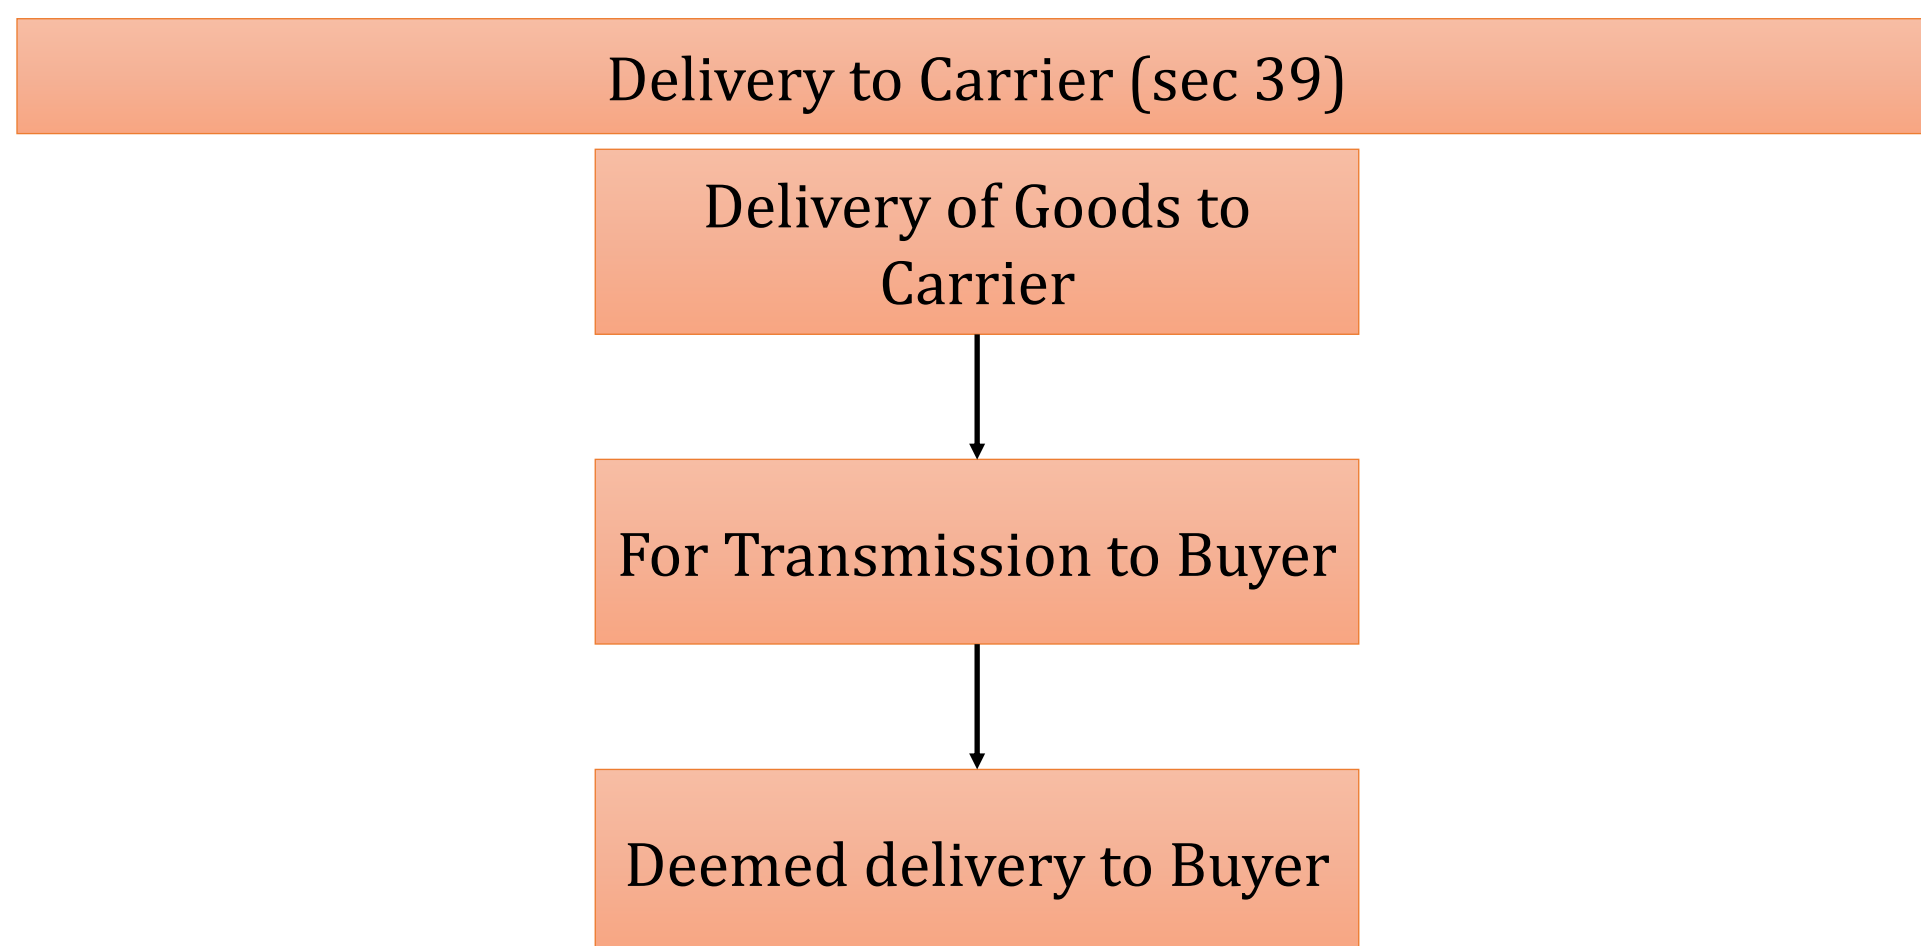 Delivery to Carrier (sec 39)
Delivery of Goods to
Carrier
For Transmission to Buyer
Deemed delivery to Buyer